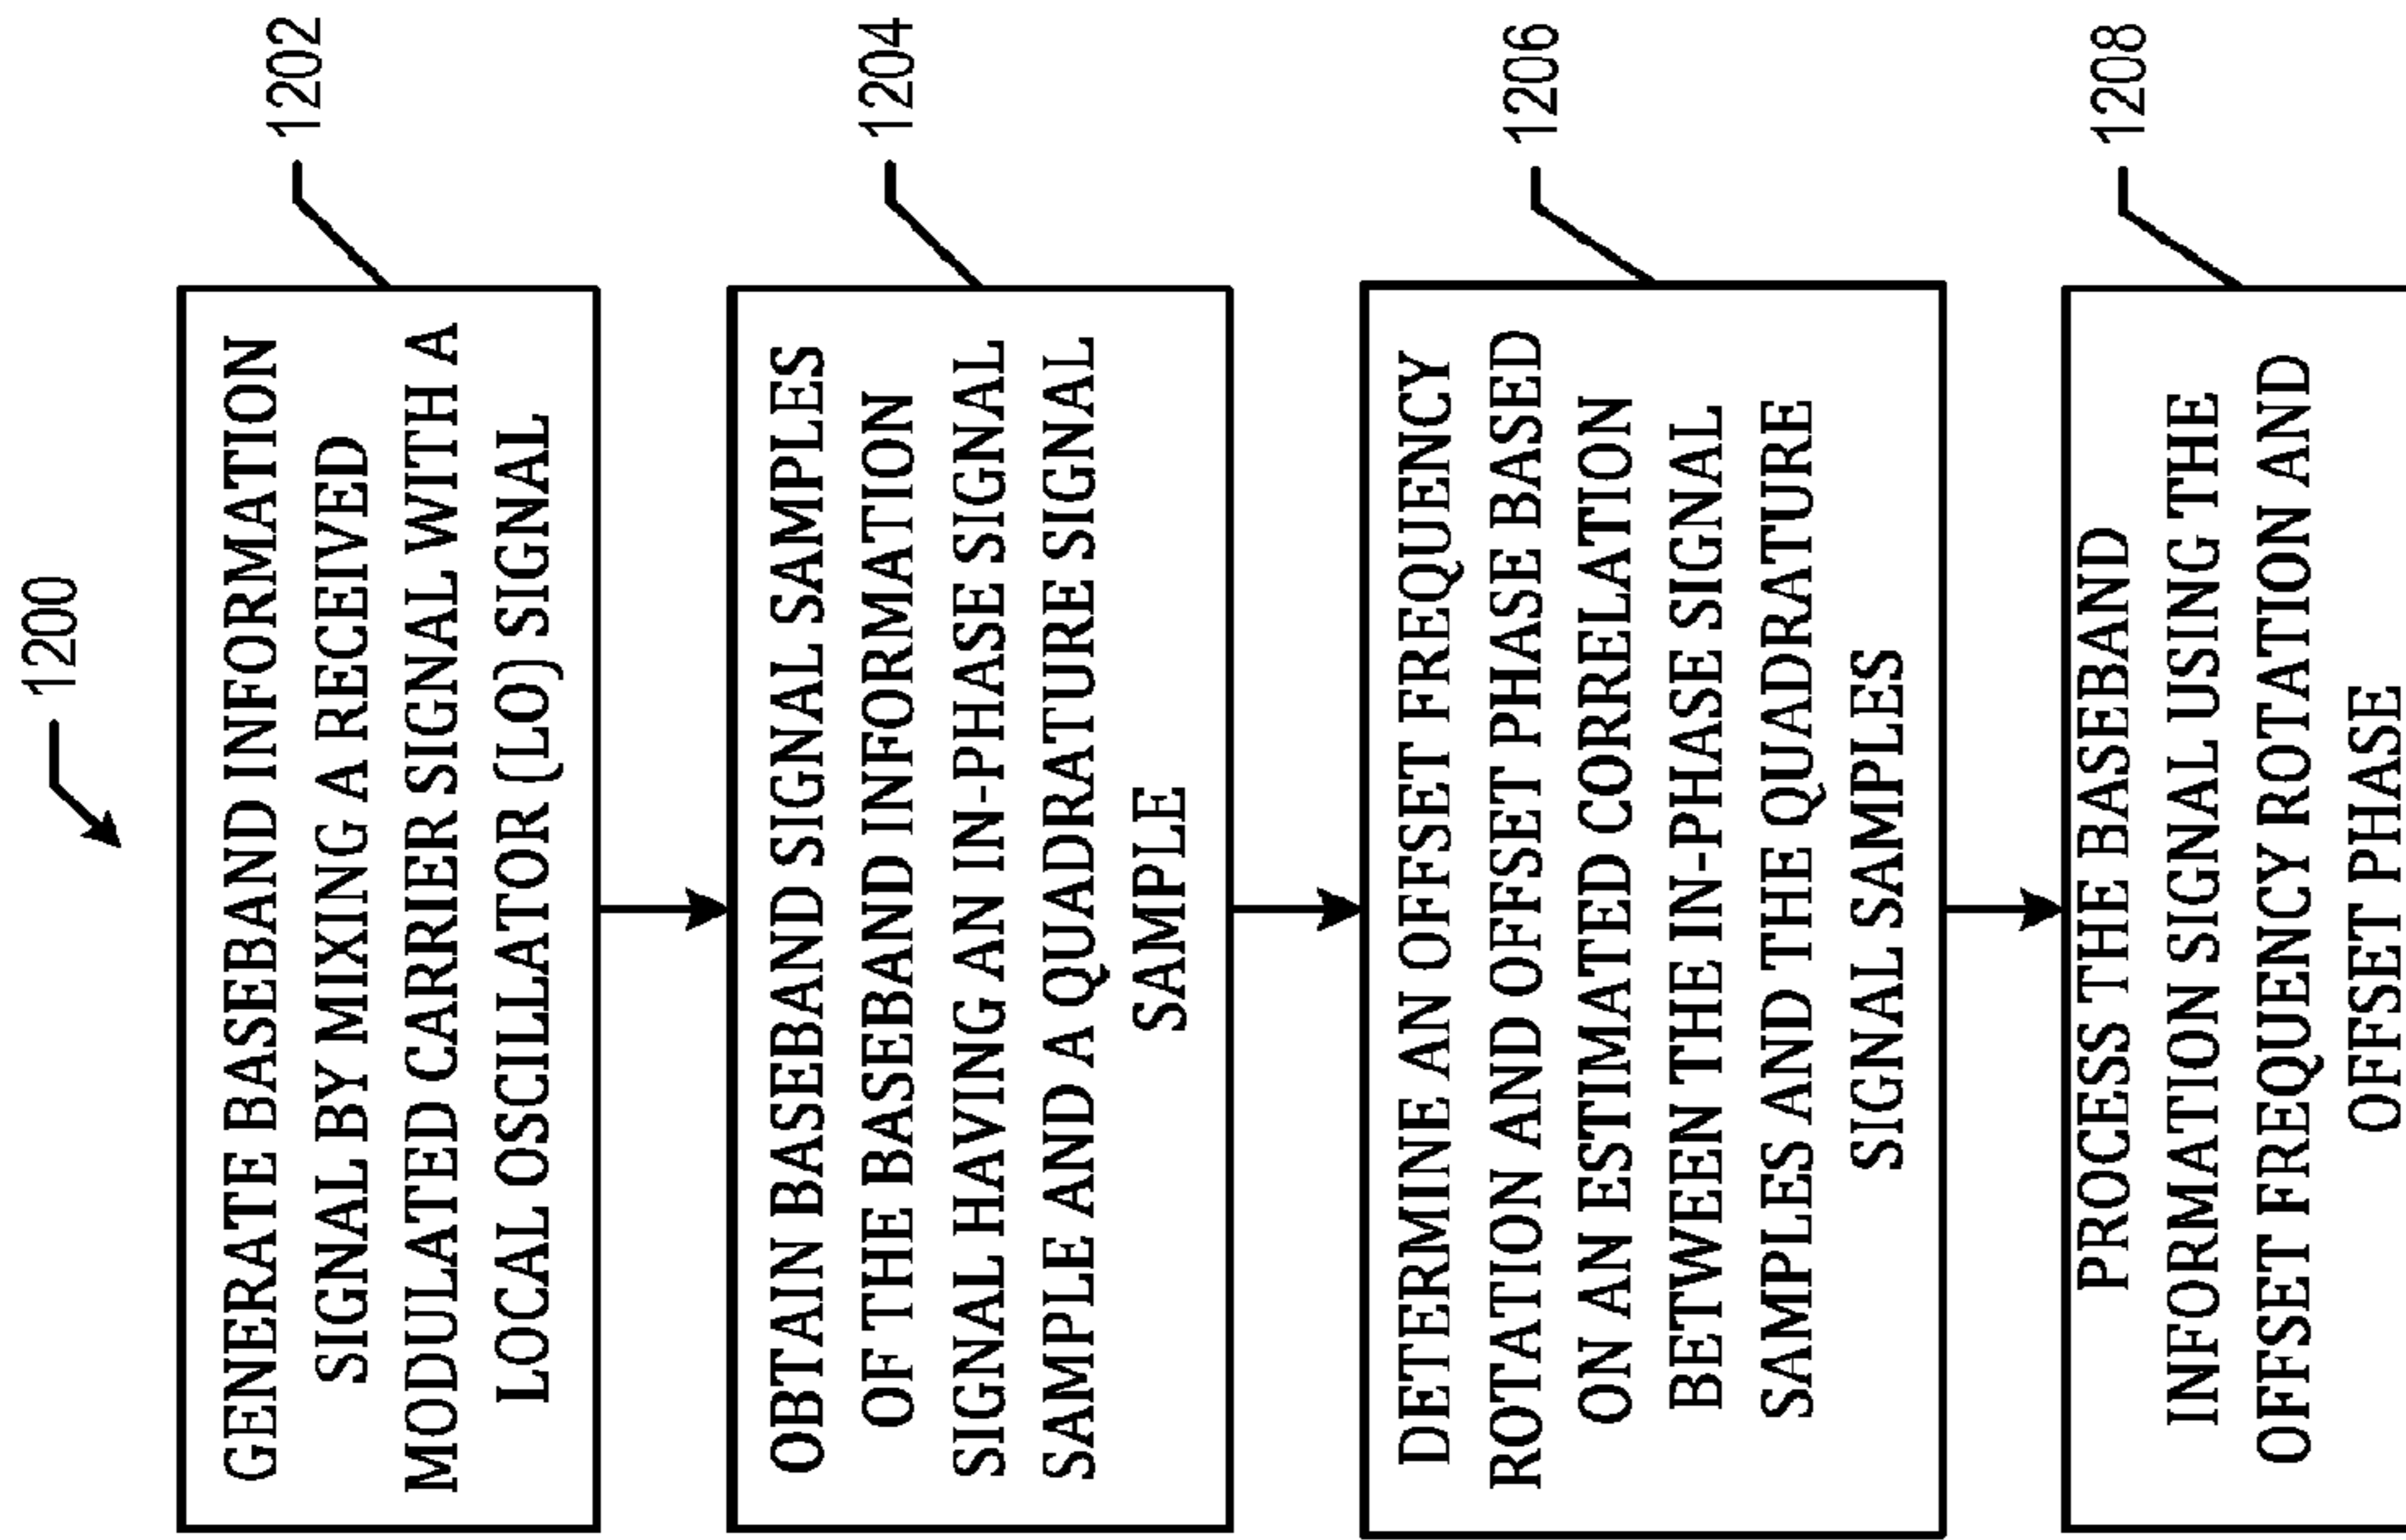 1200
GENERATE BASEBAND INFORMATION
SIGNAL BY MIXING A RECEIVED
MODULATED CARRIER SIGNAL WITH A
LOCAL OSCILLATOR (LO) SIGNAL
1202
OBTAIN BASEBAND SIGNAL SAMPLES
OF THE BASEBAND INFORMATION
SIGNAL HAVING AN IN-PHASE SIGNAL
SAMPLE AND A QUADRATURE SIGNAL
SAMPLE
1204
DETERMINE AN OFFSET FREQUENCY
ROTATION AND OFFSET PHASE BASED
ON AN ESTIMATED CORRELATION
BETWEEN THE IN-PHASE SIGNAL
SAMPLES AND THE QUADRATURE
SIGNAL SAMPLES
1206
PROCESS THE BASEBAND
INFORMATION SIGNAL USING THE
OFFSET FREQUENCY ROTATION AND
OFFSET PHASE
1208